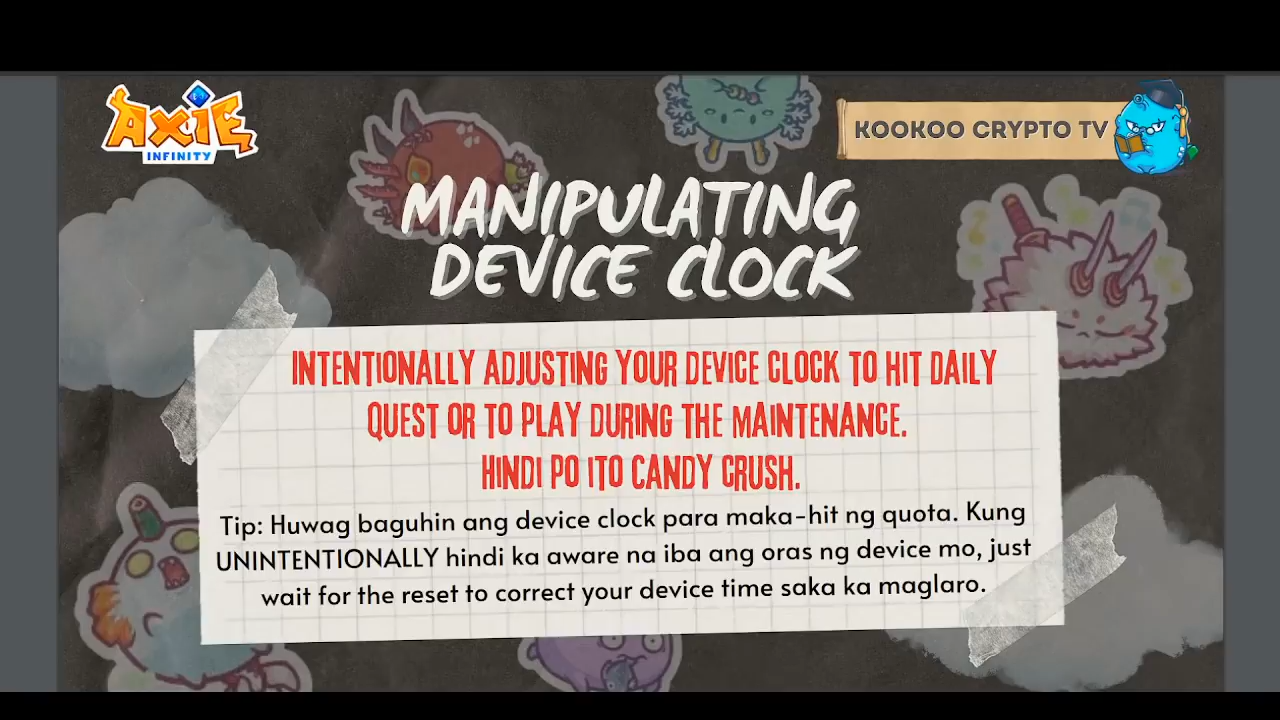 AXIE
INFINITY
KOOKOO CRYPTO TV
MANIPULATING
DEVICE CLOCK
INTENTIONALLY ADJUSTING YOUR DEVICE CLOCK TO HIT DAILY
QUEST OR TO PLAY DURING THE MAINTENANCE.
HINDI PO ITO CANDY CRUSH.
Tip: Huwag baguhin ang device clock para maka-hit ng quota. Kung
UNINTENTIONALLY hindi ka aware na iba ang oras ng device mo, just
wait for the reset to correct your device time saka ka maglaro.